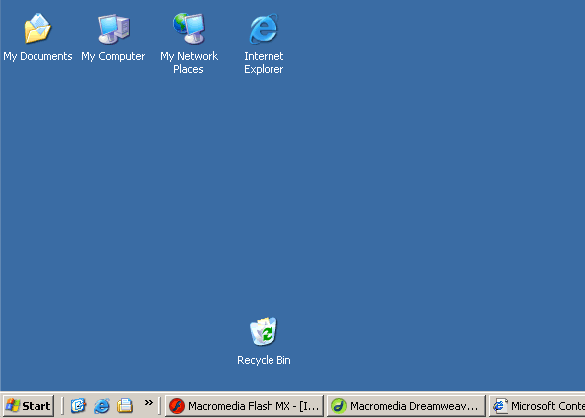 My Documents
My Computer
My Network
Places
Internet
Explorer
Recycle Bin
Start
Macromedia Flash MX - [I...
Macromedia Dreamweav...
Microsoft Conte